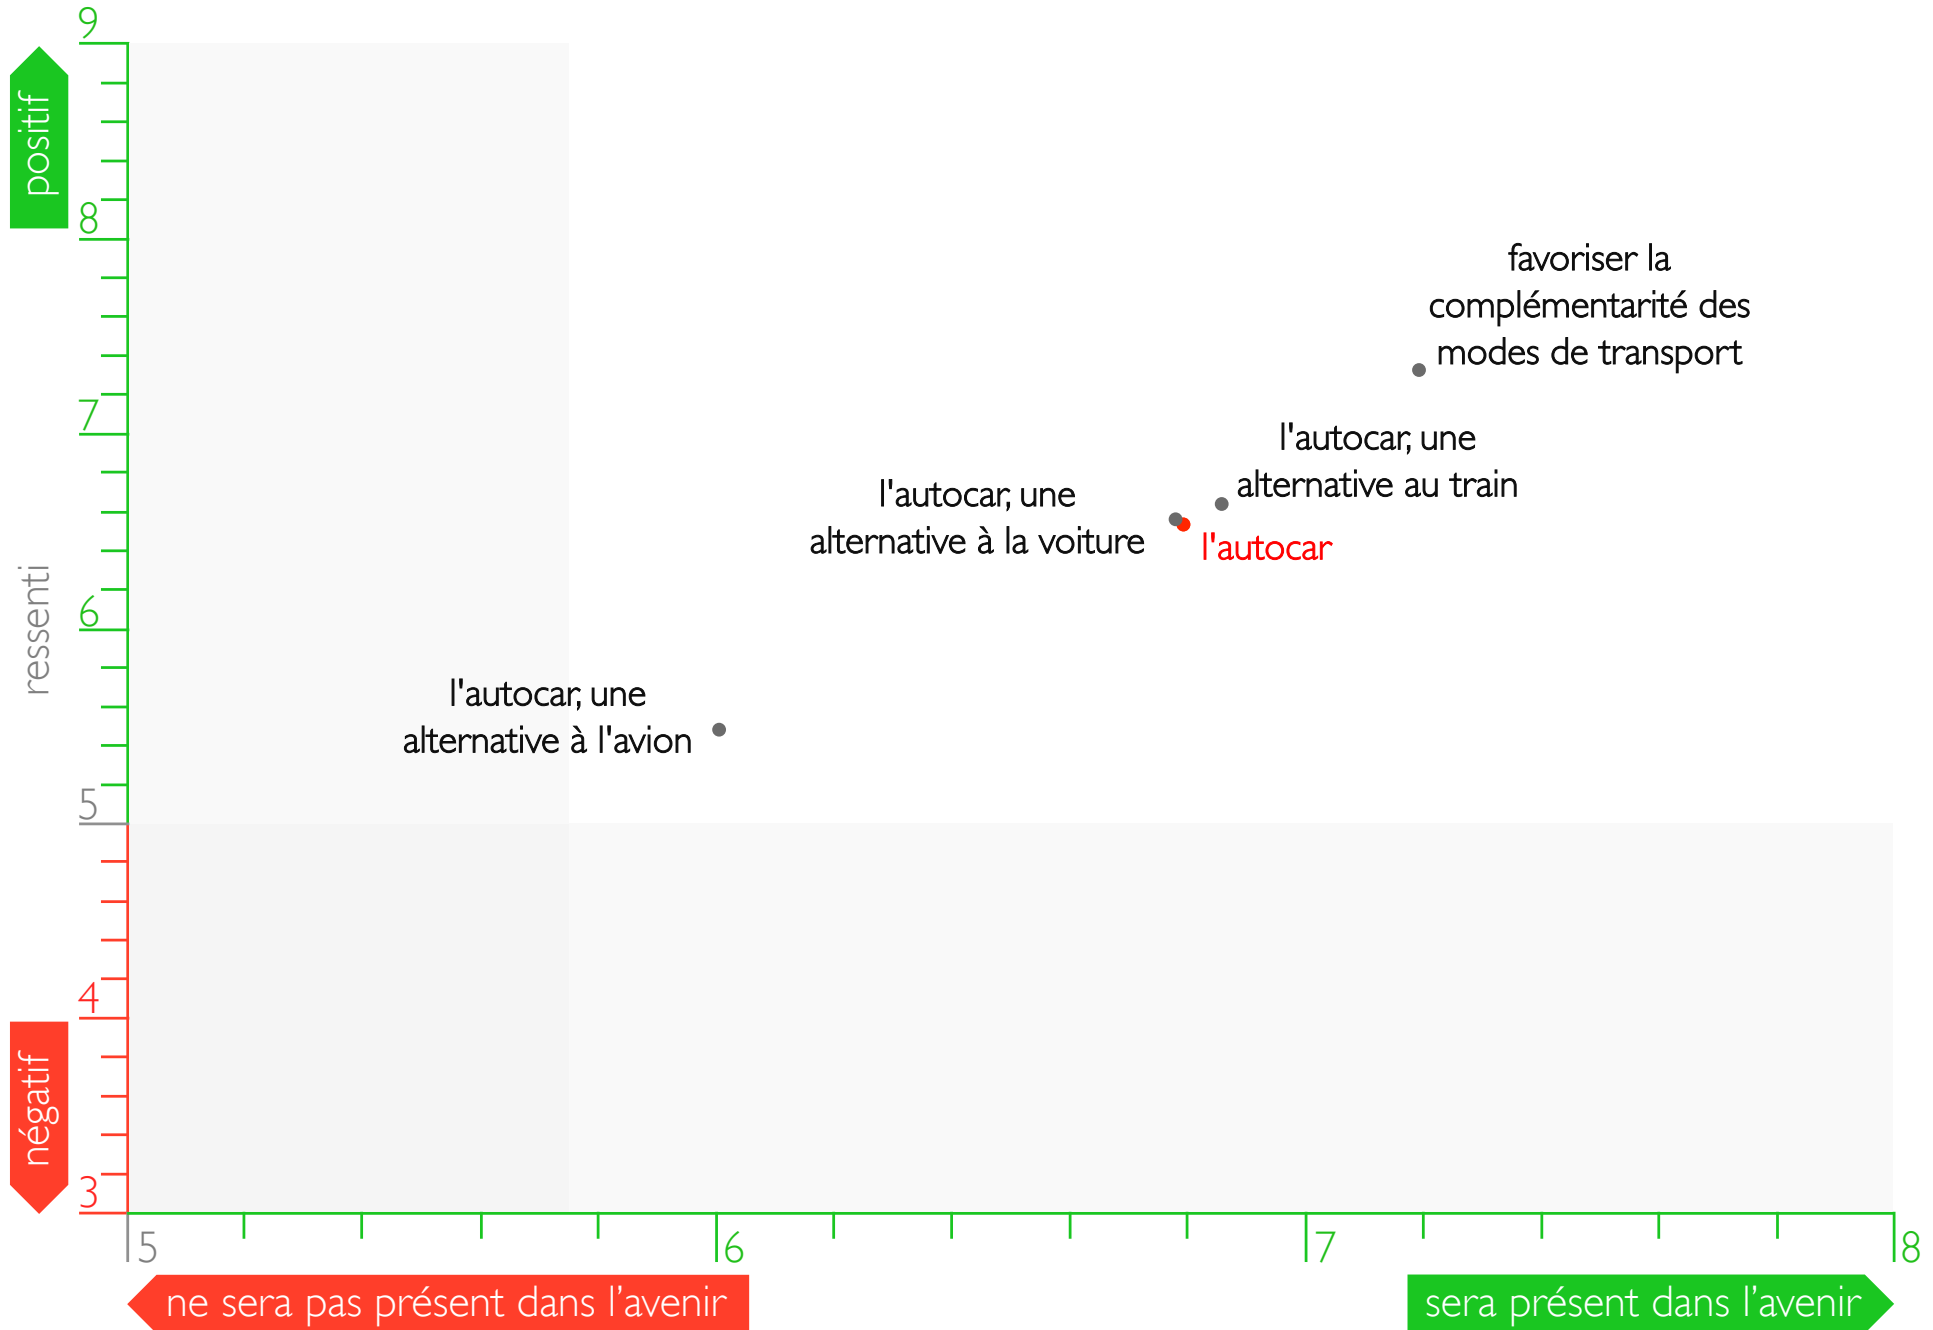 9
positif
8
favoriser la
complémentarité des
modes de transport
7
l'autocar, une
alternative au train
l'autocar, une
alternative à la voiture
l'autocar
ressenti
6
l'autocar, une
alternative à l'avion
5
4
négatif
3
5
6
7
8
ne sera pas présent dans l’avenir
sera présent dans l’avenir